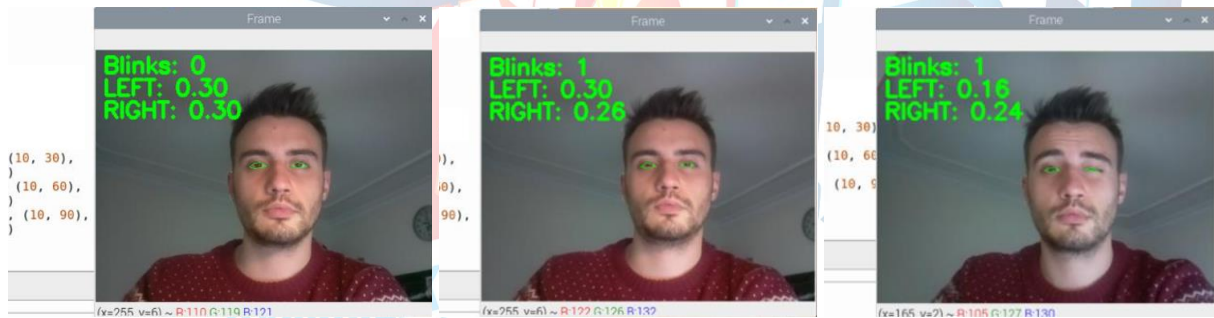 Frame
Blinks: 0
LEFT: 0.30
RIGHT: 0.30
(10, 30),
)
(10, 60),
)
, (10, 90),
)
(x=255, y=6) ~ R:110 G:119 B:121
Frame
Blinks: 1
LEFT: 0.30
RIGHT: 0.26
),
60),
90),
(x=255, y=6) ~ R:122 G:126 B:132
Frame
Blinks: 1
LEFT: 0.16
RIGHT: 0.24
10, 30)
(10, 60
(10, 9
(x=165, y=2) ~ R:105 G:127 B:130